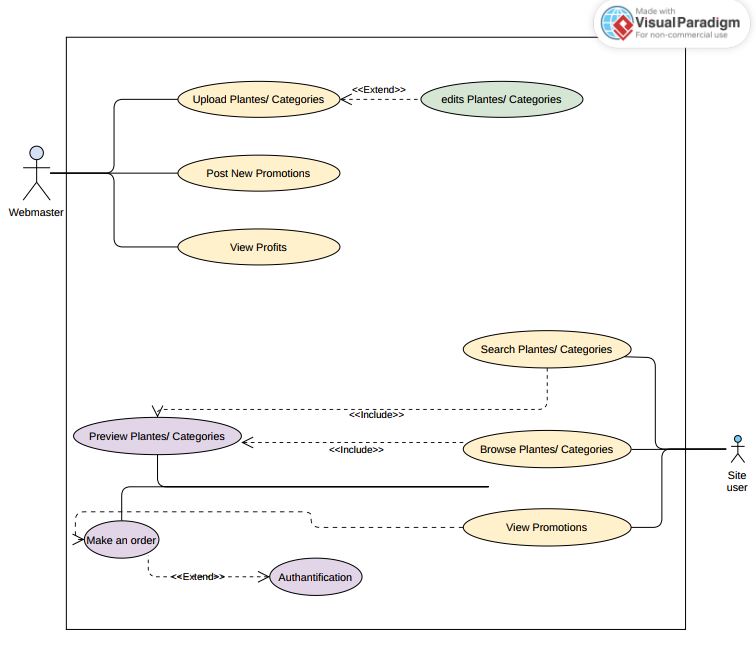 Made with
Visual Paradigm
For non-commercial use
Upload Plantes/ Categories
<<Extend>>
edits Plantes/ Categories
Webmaster
Post New Promotions
View Profits
Search Plantes/ Categories
<<Include>>
Preview Plantes/ Categories
<<Include>>
Browse Plantes/ Categories
Site
user
View Promotions
Make an order
<<Extend>>
Authantification